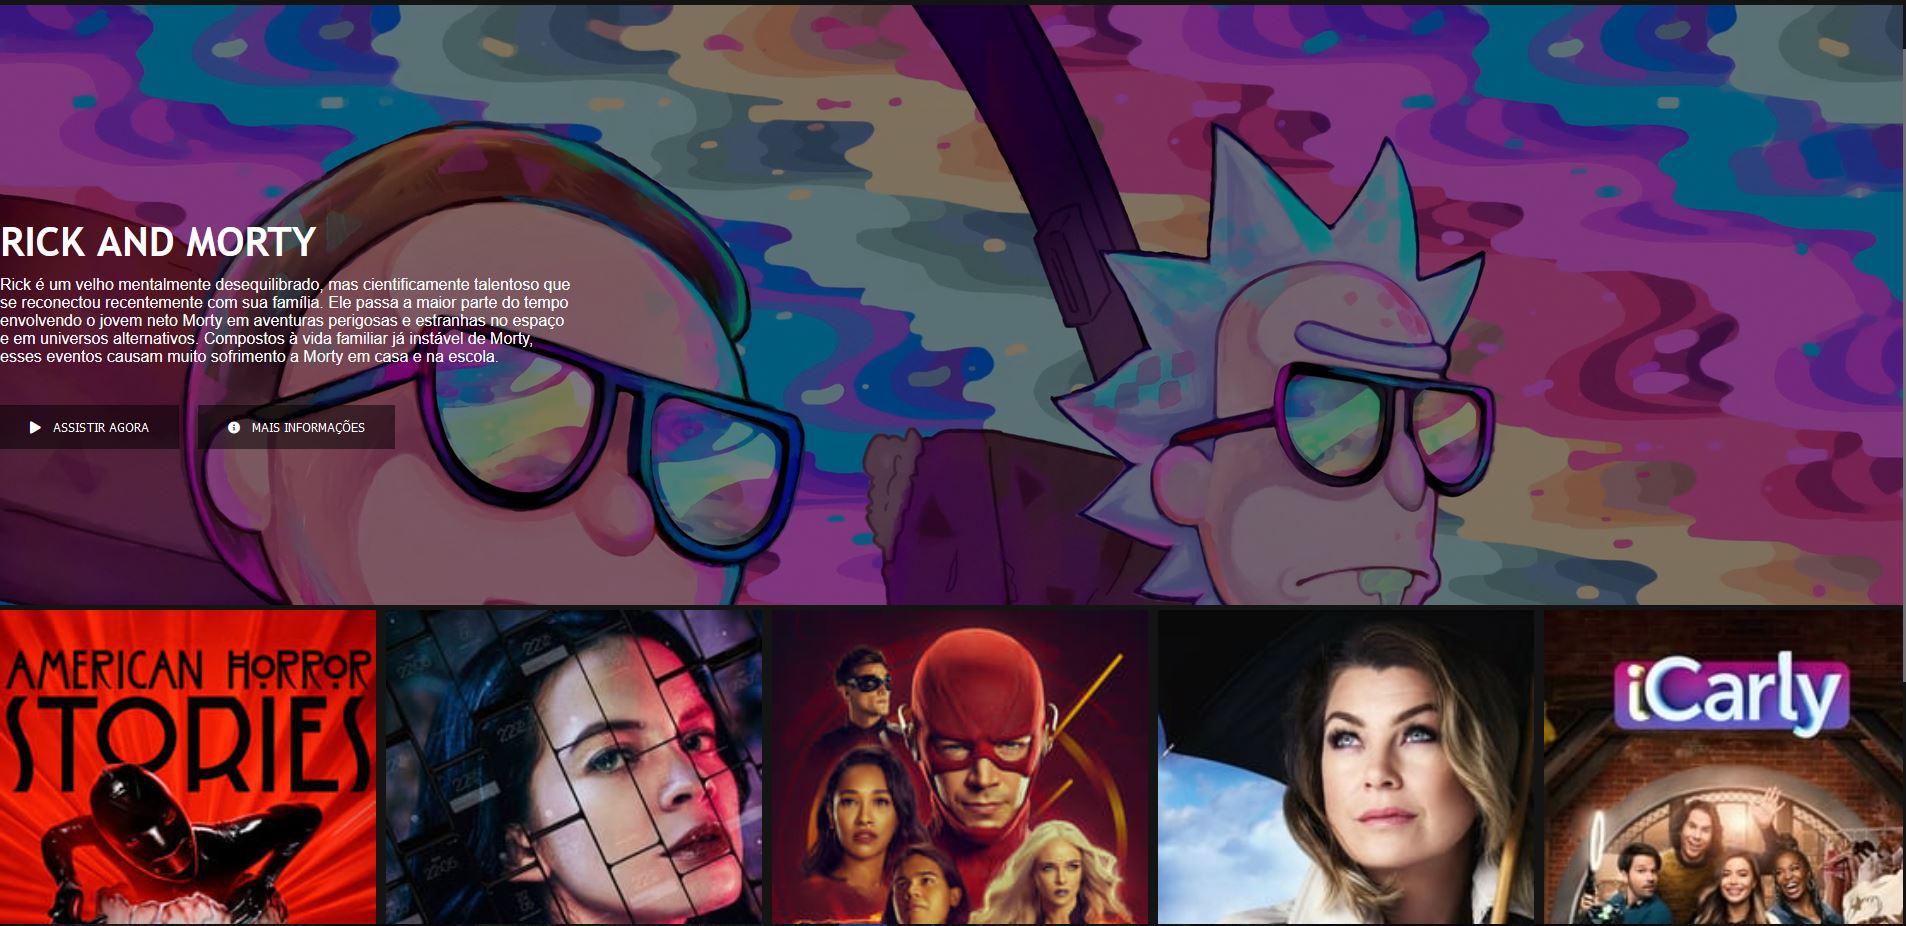 RICK AND MORTY
Rick é um velho mentalmente desequilibrado, mas cientificamente talentoso que
se reconectou recentemente com sua família. Ele passa a maior parte do tempo
envolvendo o jovem neto Morty em aventuras perigosas e estranhas no espaço
e em universos alternativos. Compostos à vida familiar já instável de Morty,
esses eventos causam muito sofrimento a Morty em casa e na escola.
ASSISTIR AGORA
MAIS INFORMAÇÕES
AMERICAN HORROR
STORIES
iCarly